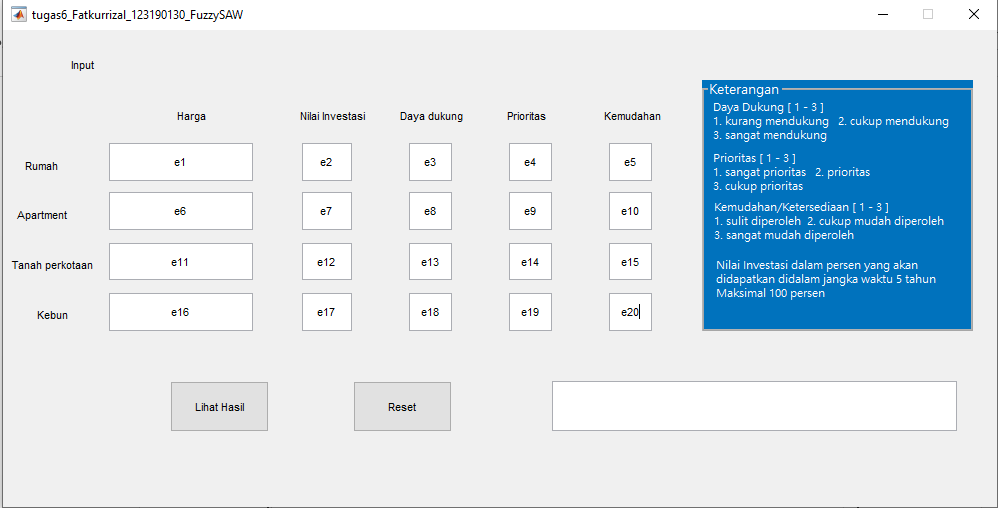 tugas6_Fatkurrizal_123190130_FuzzySAW
Input
Harga Nilai Investasi Daya dukung Prioritas Kemudahan
Rumah e1 e2 e3 e4 e5
Apartment e6 e7 e8 e9 e10
Tanah perkotaan e11 e12 e13 e14 e15
Kebun e16 e17 e18 e19 e20
Lihat Hasil Reset
Keterangan
Daya Dukung [ 1 - 3 ]
1. kurang mendukung 2. cukup mendukung
3. sangat mendukung
Prioritas [ 1 - 3 ]
1. sangat prioritas 2. prioritas
3. cukup prioritas
Kemudahan/Ketersediaan [ 1 - 3 ]
1. sulit diperoleh 2. cukup mudah diperoleh
3. sangat mudah diperoleh
Nilai Investasi dalam persen yang akan
didapatkan didalam jangka waktu 5 tahun
Maksimal 100 persen